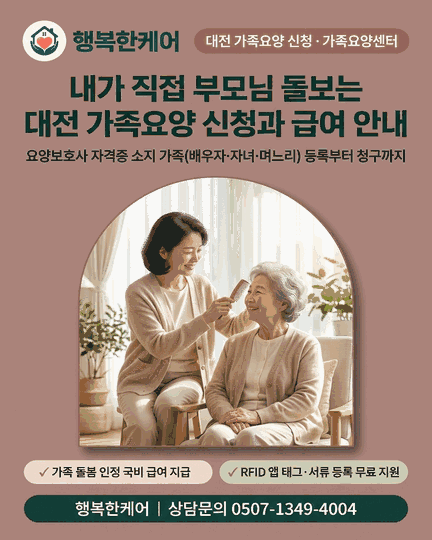 행복한케어
대전 가족요양 신청 · 가족요양센터
내가 직접 부모님 돌보는
대전 가족요양 신청과 급여 안내
요양보호사 자격증 소지 가족(배우자·자녀·며느리) 등록부터 청구까지
✓ 가족 돌봄 인정 국비 급여 지급
✓ RFID 앱 태그·서류 등록 무료 지원
행복한케어 | 상담문의 0507-1349-4004